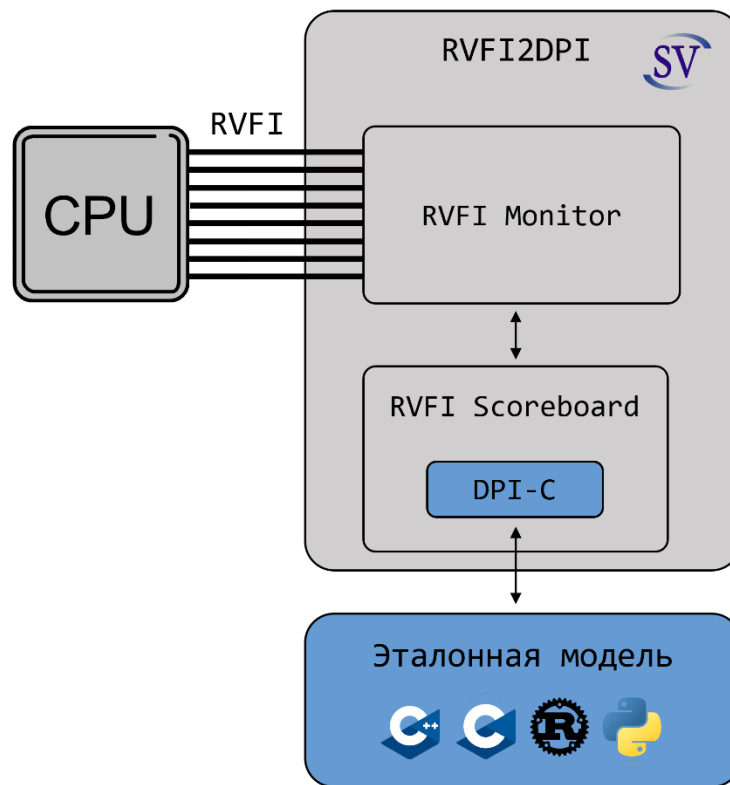 RVFI2DPI
SV
RVFI
CPU
RVFI Monitor
RVFI Scoreboard
DPI-C
Эталонная модель
C++
C
R